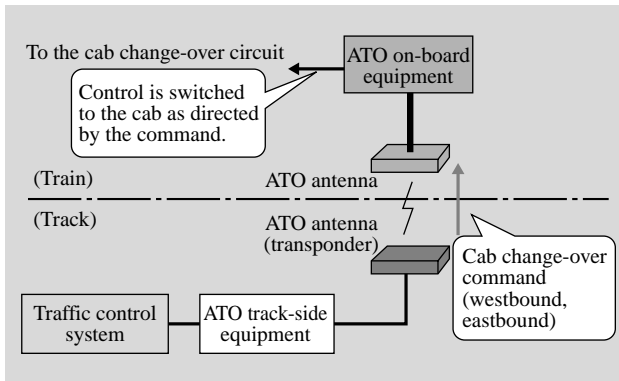 To the cab change-over circuit
ATO on-board
equipment
Control is switched
to the cab as directed
by the command.
(Train)
ATO antenna
(Track)
ATO antenna
(transponder)
Cab change-over
command
(westbound,
eastbound)
Traffic control
system
ATO track-side
equipment